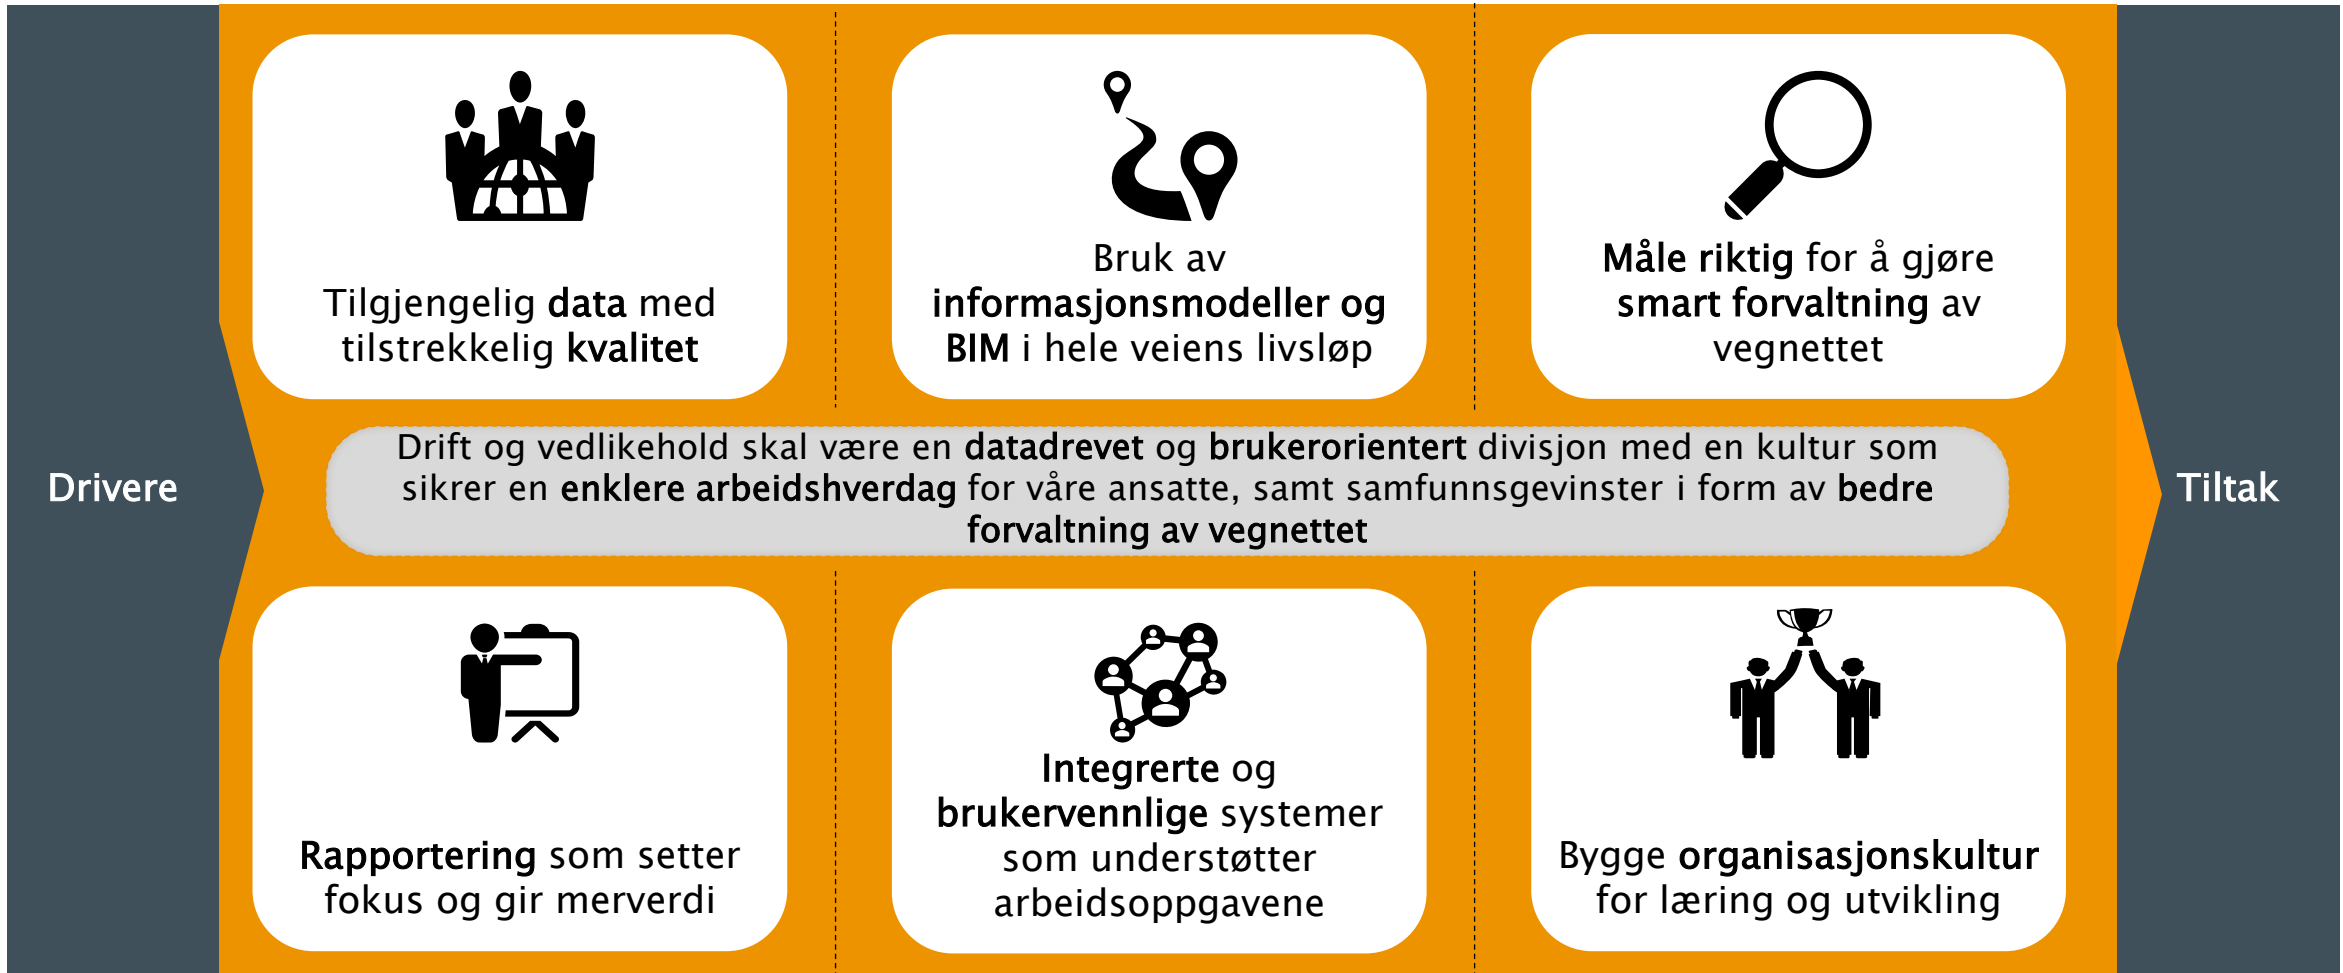 Drivere
Tilgjengelig data med
tilstrekkelig kvalitet
Bruk av
informasjonsmodeller og
BIM i hele veiens livsløp
Måle riktig for å gjøre
smart forvaltning av
vegnettet
Drift og vedlikehold skal være en datadrevet og brukerorientert divisjon med en kultur som
sikrer en enklere arbeidshverdag for våre ansatte, samt samfunnsgevinster i form av bedre
forvaltning av vegnettet
Rapportering som setter
fokus og gir merverdi
Integrerte og
brukervennlige systemer
som understøtter
arbeidsoppgavene
Bygge organisasjonskultur
for læring og utvikling
Tiltak